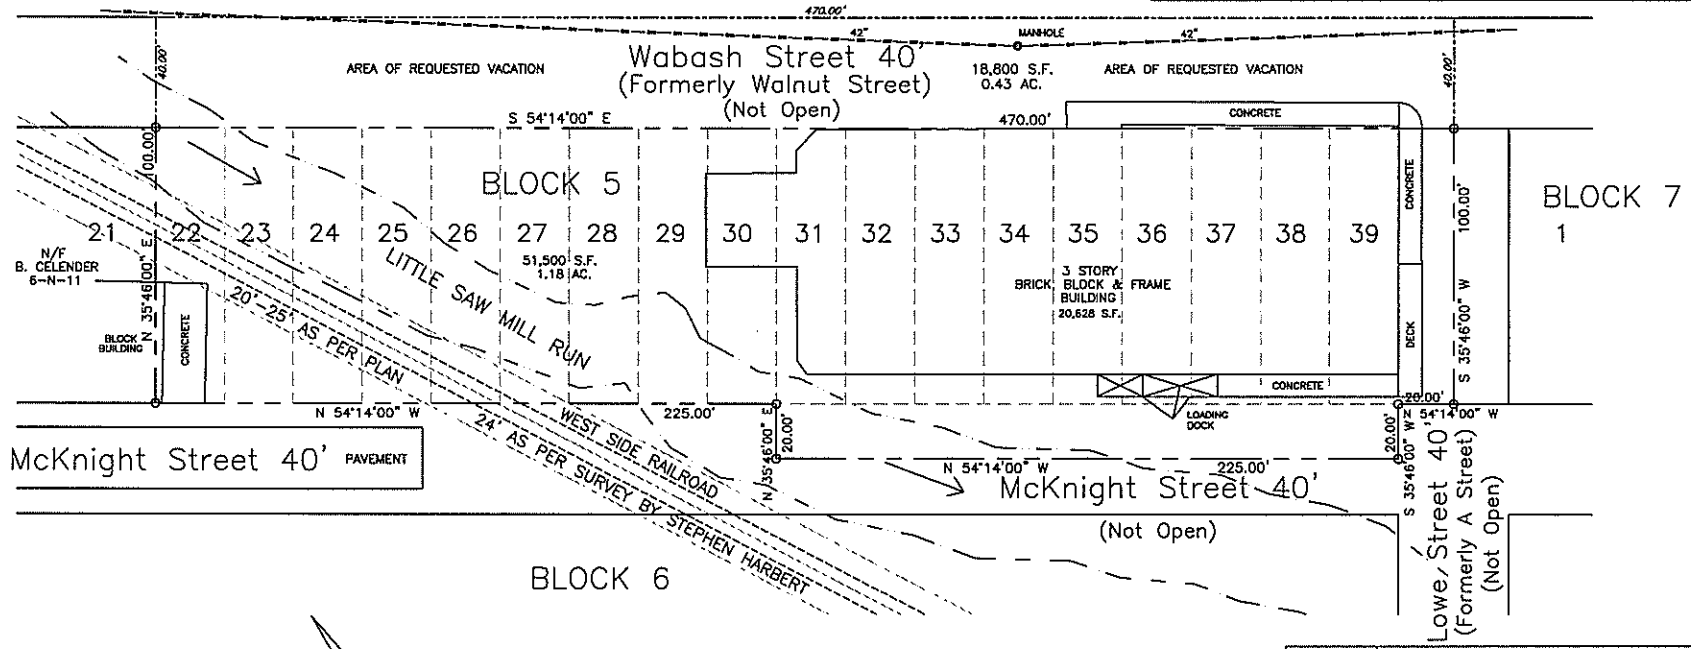 470.00'
42"
MANHOLE
42"
40.00'
Wabash Street 40'
(Formerly Walnut Street)
(Not Open)
AREA OF REQUESTED VACATION
18,800 S.F.
0.43 AC.
AREA OF REQUESTED VACATION
40.00'
S 54°14'00" E
470.00'
CONCRETE
100.00'
N 35°46'00" E
BLOCK 5
CONCRETE
100.00'
S 35°46'00" W
BLOCK 7
1
21 22 23 24 25 26 27 28 29 30 31 32 33 34 35 36 37 38 39
N/F
B. CELENDER
6-N-11
51,500 S.F.
1.18 AC.
LITTLE SAW MILL RUN
3 STORY
BRICK, BLOCK & FRAME
BUILDING
20,628 S.F.
BLOCK
BUILDING
CONCRETE
20'-25' AS PER PLAN
DECK
CONCRETE
LOADING
DOCK
N 54°14'00" W
225.00'
WEST SIDE RAILROAD
24' AS PER SURVEY BY STEPHEN HARBERT
N 35°46'00" E
20.00'
20.00'
N 54°14'00" W
20.00'
S 35°46'00" W
McKnight Street 40'
PAVEMENT
N 54°14'00" W
225.00'
McKnight Street 40'
(Not Open)
Lowe Street 40'
(Formerly A Street)
(Not Open)
BLOCK 6